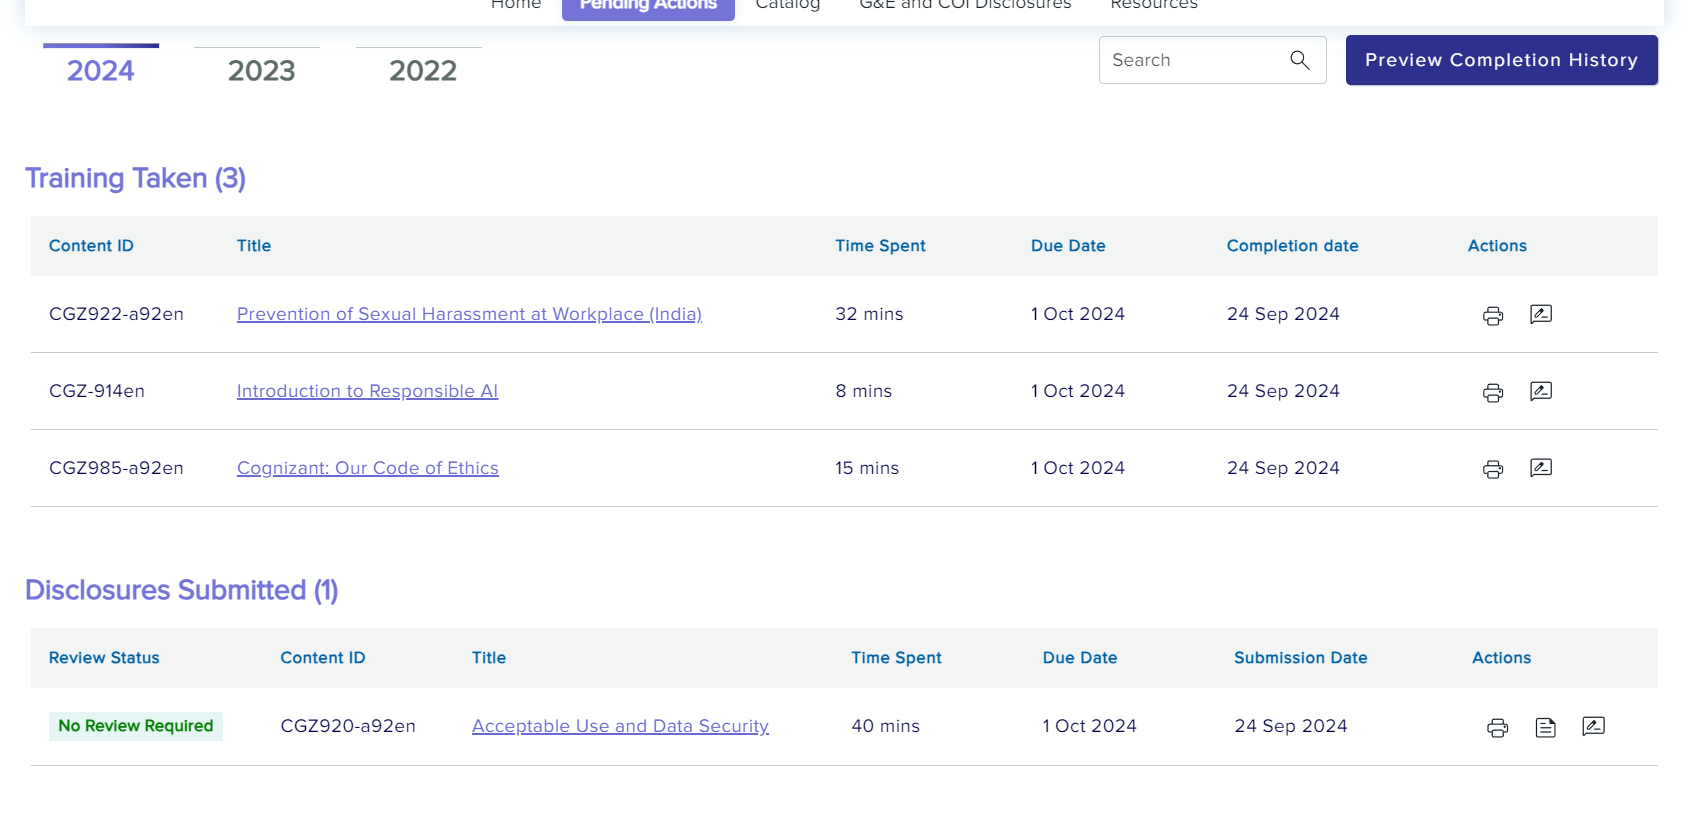 Home Pending Actions Catalog G&E and COI Disclosures Resources
2024 2023 2022 Search Preview Completion History
Training Taken (3)
Content ID Title Time Spent Due Date Completion date Actions
CGZ922-a92en Prevention of Sexual Harassment at Workplace (India) 32 mins 1 Oct 2024 24 Sep 2024
CGZ-914en Introduction to Responsible AI 8 mins 1 Oct 2024 24 Sep 2024
CGZ985-a92en Cognizant: Our Code of Ethics 15 mins 1 Oct 2024 24 Sep 2024
Disclosures Submitted (1)
Review Status Content ID Title Time Spent Due Date Submission Date Actions
No Review Required CGZ920-a92en Acceptable Use and Data Security 40 mins 1 Oct 2024 24 Sep 2024